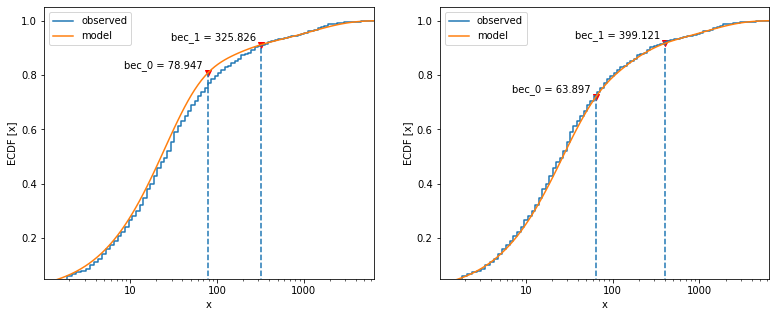 observed
model
bec_1 = 325.826
bec_0 = 78.947
ECDF [x]
0.2
0.4
0.6
0.8
1.0
10
100
1000
x
observed
model
bec_1 = 399.121
bec_0 = 63.897
ECDF [x]
0.2
0.4
0.6
0.8
1.0
10
100
1000
x